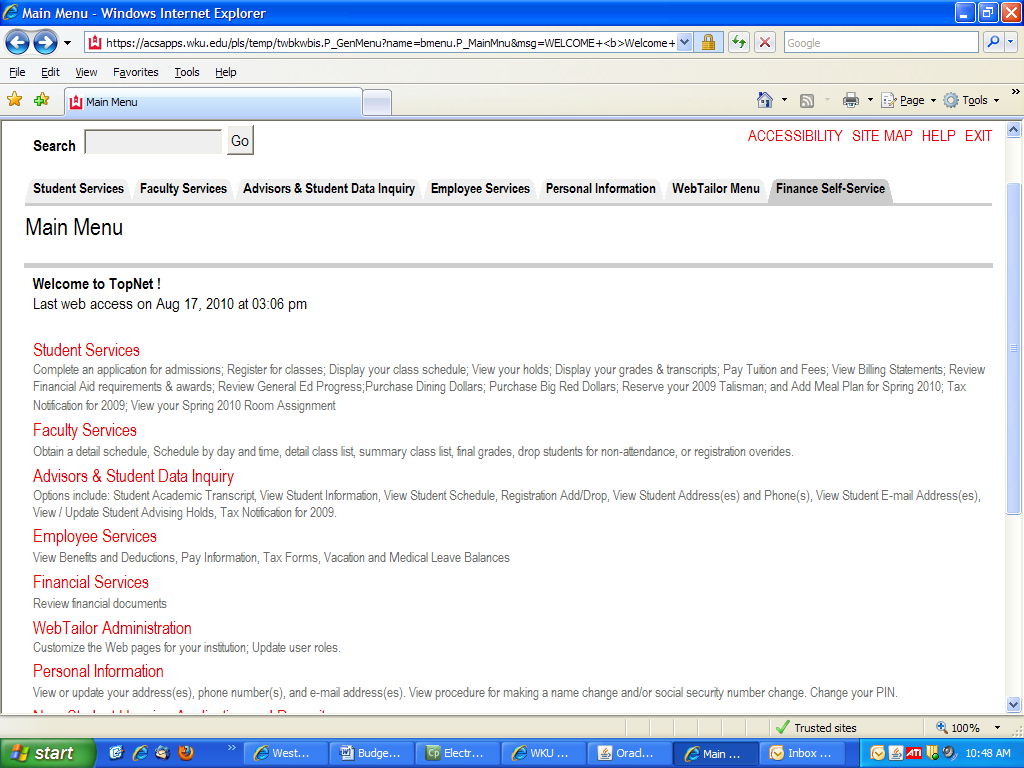 Main Menu - Windows Internet Explorer
https://acsapps.wku.edu/pls/temp/twbkwbis.P_GenMenu?name=bmenu.P_MainMnu&msg=WELCOME+<b>Welcome+
Google
File Edit View Favorites Tools Help
Main Menu
Page Tools
Search Go
ACCESSIBILITY SITE MAP HELP EXIT
Student Services Faculty Services Advisors & Student Data Inquiry Employee Services Personal Information WebTailor Menu Finance Self-Service
Main Menu
Welcome to TopNet !
Last web access on Aug 17, 2010 at 03:06 pm
Student Services
Complete an application for admissions; Register for classes; Display your class schedule; View your holds; Display your grades & transcripts; Pay Tuition and Fees; View Billing Statements; Review
Financial Aid requirements & awards; Review General Ed Progress;Purchase Dining Dollars; Purchase Big Red Dollars; Reserve your 2009 Talisman; and Add Meal Plan for Spring 2010; Tax
Notification for 2009; View your Spring 2010 Room Assignment
Faculty Services
Obtain a detail schedule, Schedule by day and time, detail class list, summary class list, final grades, drop students for non-attendance, or registration overides.
Advisors & Student Data Inquiry
Options include: Student Academic Transcript, View Student Information, View Student Schedule, Registration Add/Drop, View Student Address(es) and Phone(s), View Student E-mail Address(es),
View / Update Student Advising Holds, Tax Notification for 2009.
Employee Services
View Benefits and Deductions, Pay Information, Tax Forms, Vacation and Medical Leave Balances
Financial Services
Review financial documents
WebTailor Administration
Customize the Web pages for your institution; Update user roles.
Personal Information
View or update your address(es), phone number(s), and e-mail address(es). View procedure for making a name change and/or social security number change. Change your PIN.
Trusted sites 100%
start West... Budge... Electr... WKU ... Orad... Main ... Inbox ... ATI 10:48 AM